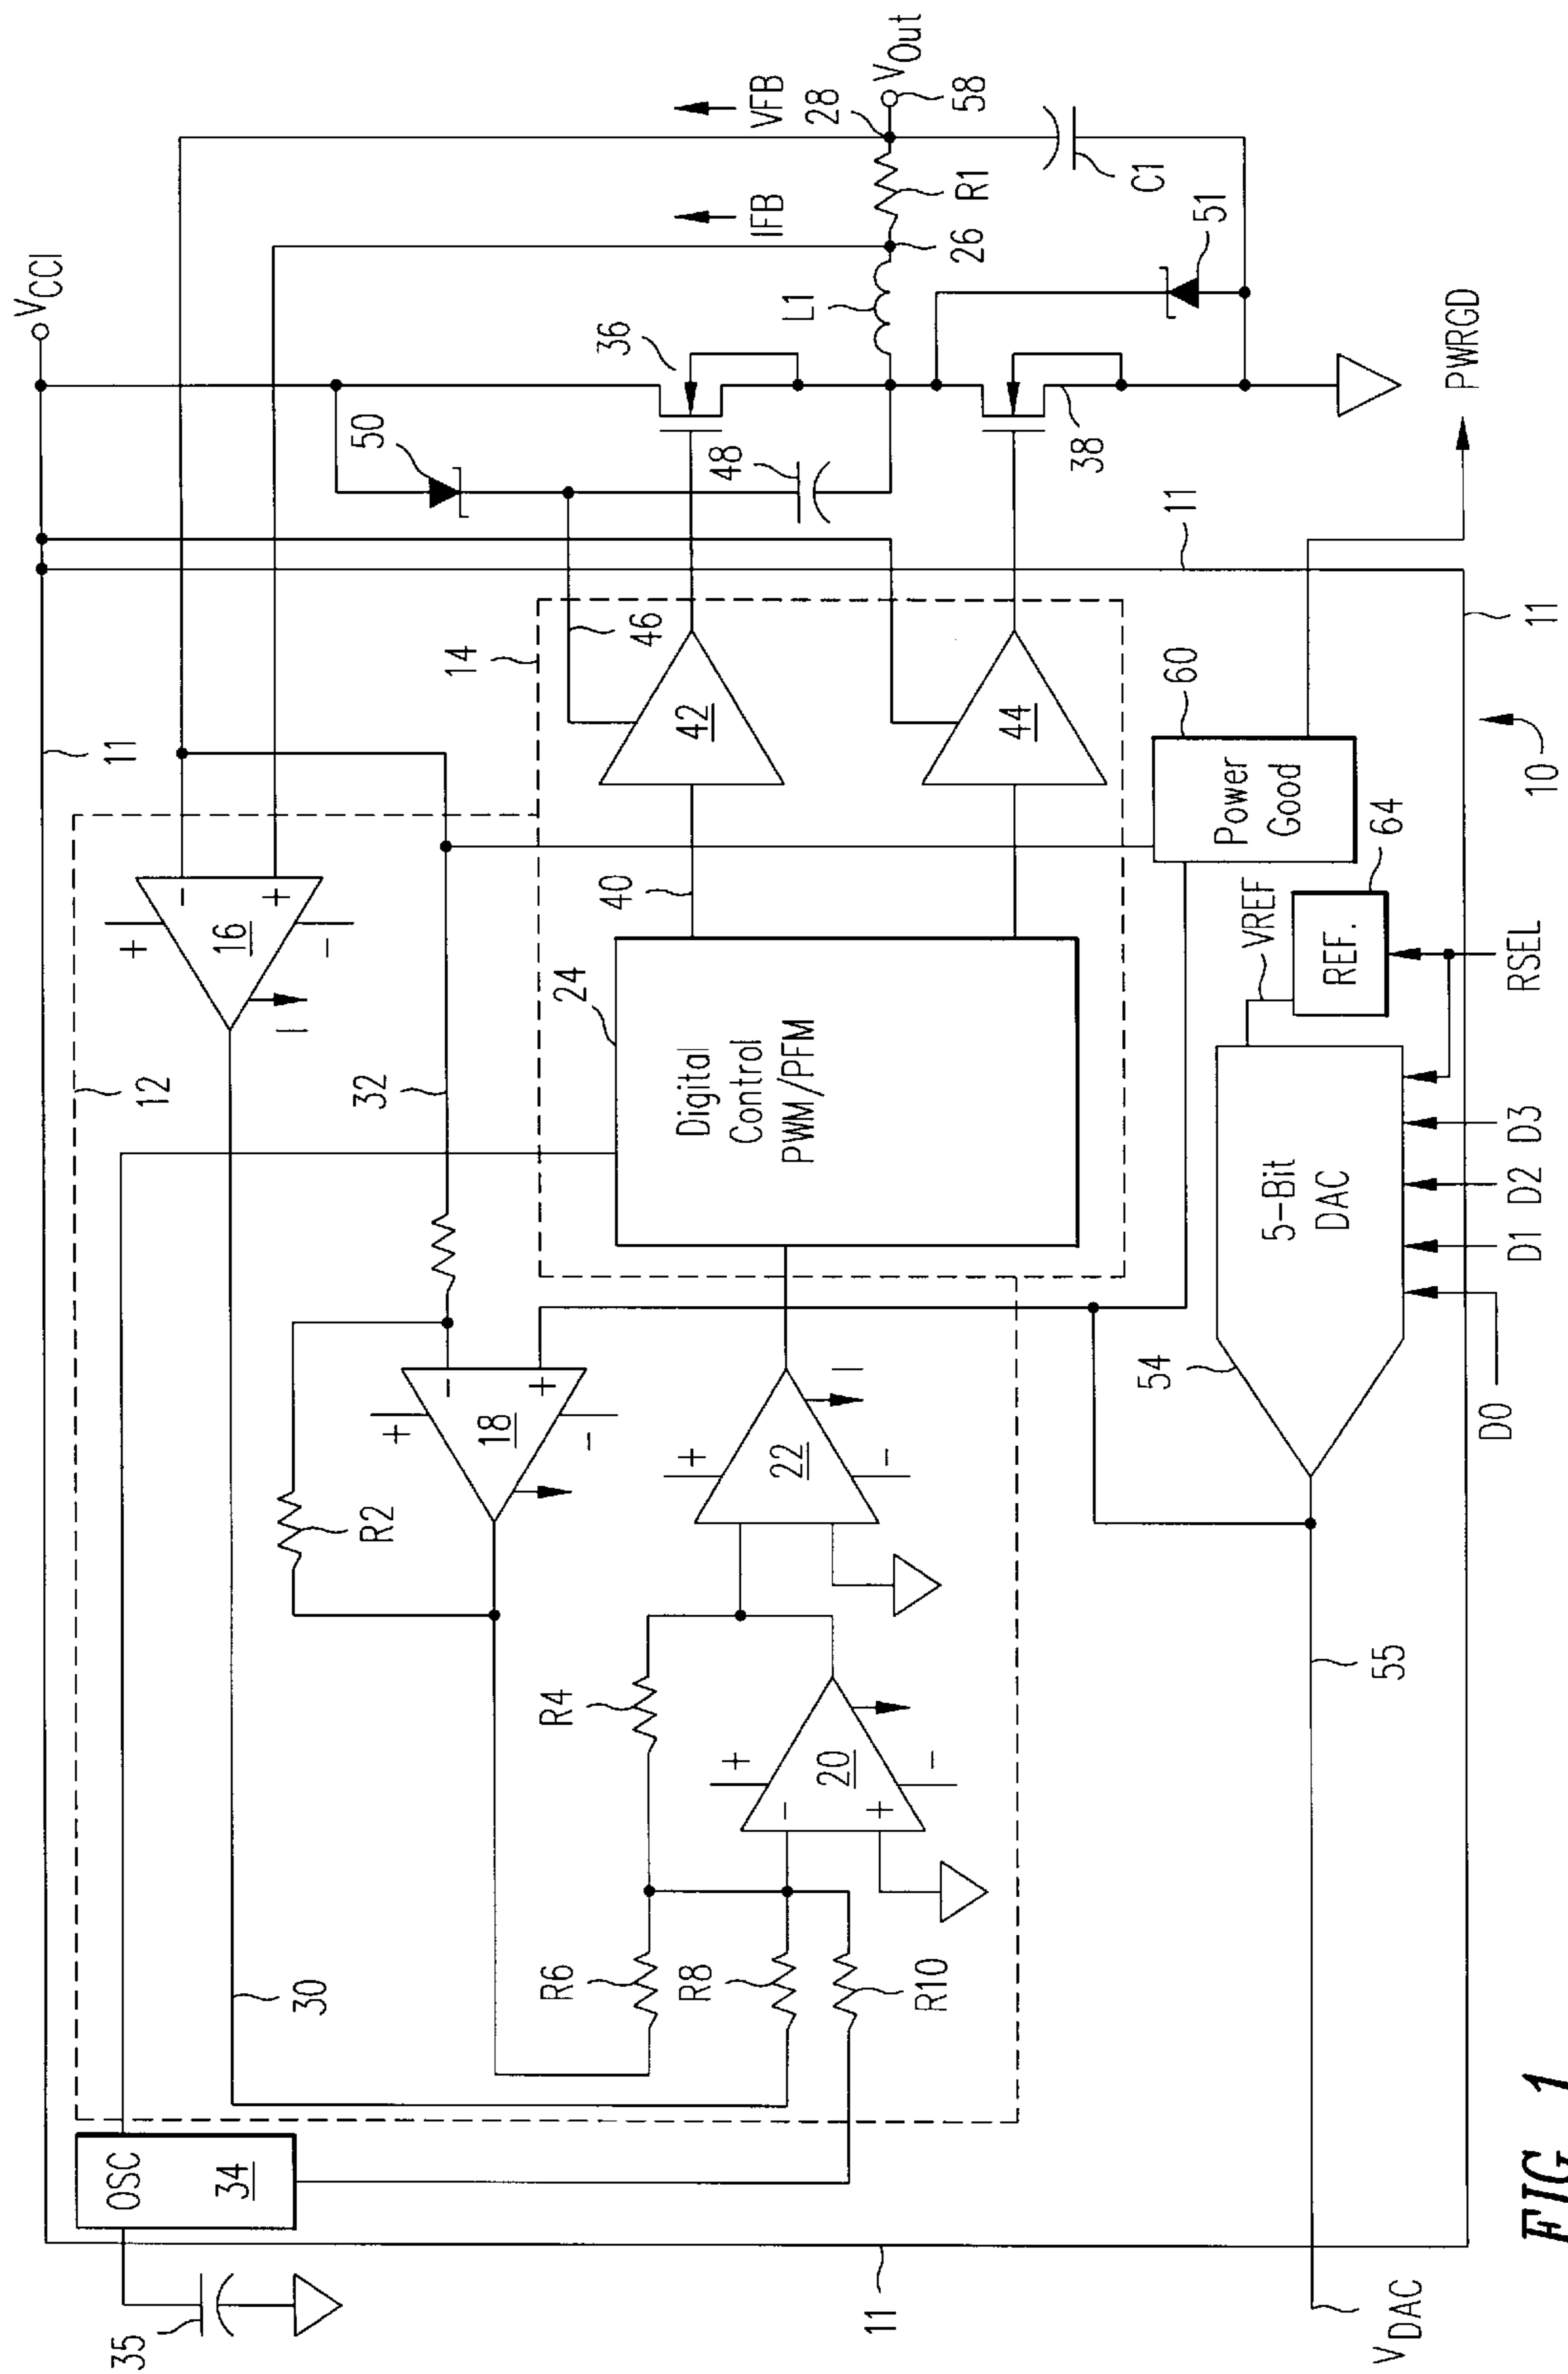 VCCI
11
12
14
+
-
16
+
-
I
VFB
IFB
28
VOut
58
R1
26
L1
C1
51
36
50
48
38
46
42
44
40
11
11
10
PWRGD
60
Power
Good
64
REF.
VREF
RSEL
24
Digital
Control
PWM/PFM
32
5-Bit
DAC
D3
D2
D1
D0
54
55
VDAC
-
+
18
+
-
R2
22
+
-
I
R4
20
+
-
-
+
R6
R8
R10
30
OSC
34
35
11
FIG. 1